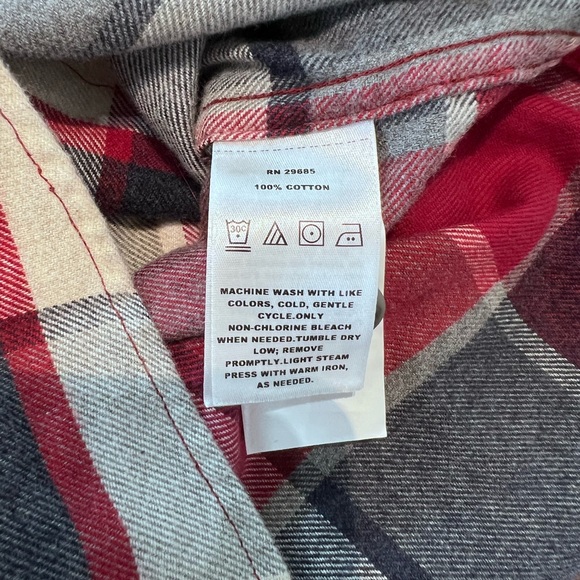 RN 29685
100% COTTON
30C
MACHINE WASH WITH LIKE
COLORS, COLD, GENTLE
CYCLE.ONLY
NON-CHLORINE BLEACH
WHEN NEEDED.TUMBLE DRY
LOW; REMOVE
PROMPTLY.LIGHT STEAM
PRESS WITH WARM IRON,
AS NEEDED.